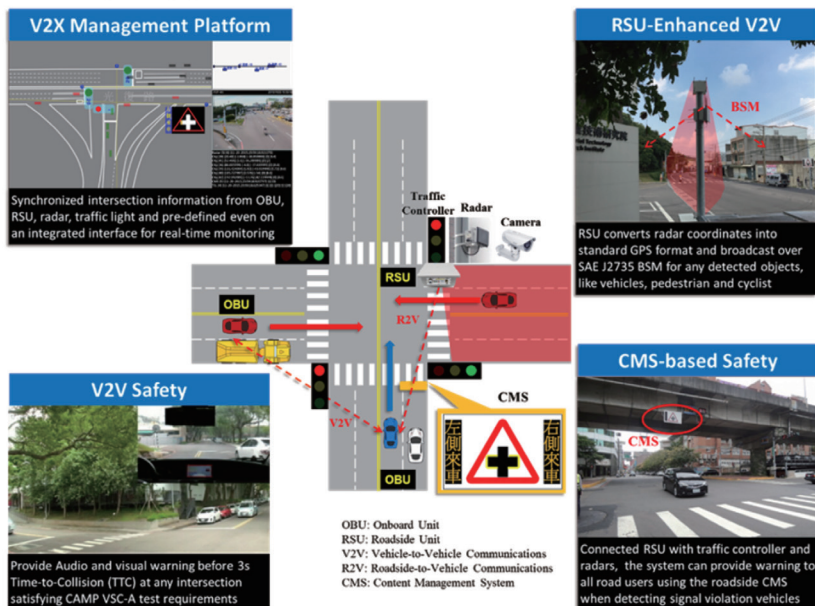 V2X Management Platform
Synchronized intersection information from OBU,
RSU, radar, traffic light and pre-defined even on
an integrated interface for real-time monitoring
RSU-Enhanced V2V
BSM
RSU converts radar coordinates into
standard GPS format and broadcast over
SAE J2735 BSM for any detected objects,
like vehicles, pedestrian and cyclist
Traffic
Controller
Radar
Camera
RSU
OBU
R2V
V2V
CMS
左側來車
右側來車
OBU
V2V Safety
Provide Audio and visual warning before 3s
Time-to-Collision (TTC) at any intersection
satisfying CAMP VSC-A test requirements
OBU: Onboard Unit
RSU: Roadside Unit
V2V: Vehicle-to-Vehicle Communications
R2V: Roadside-to-Vehicle Communications
CMS: Content Management System
CMS-based Safety
CMS
Connected RSU with traffic controller and
radars, the system can provide warning to
all road users using the roadside CMS
when detecting signal violation vehicles